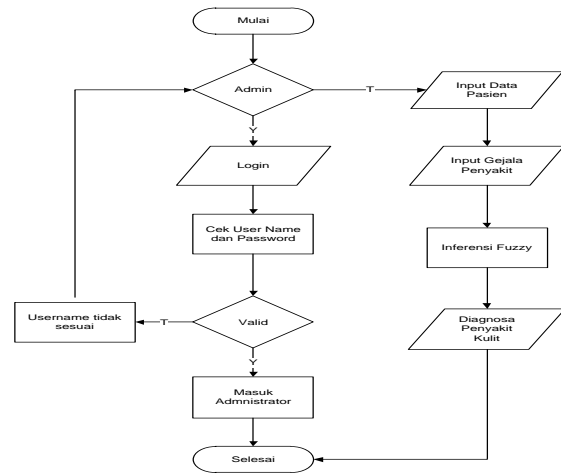 Mulai
Admin
T
Input Data
Pasien
Y
Login
Input Gejala
Penyakit
Cek User Name
dan Password
Inferensi Fuzzy
Username tidak
sesuai
T
Valid
Diagnosa
Penyakit
Kulit
Y
Masuk
Admnistrator
Selesai